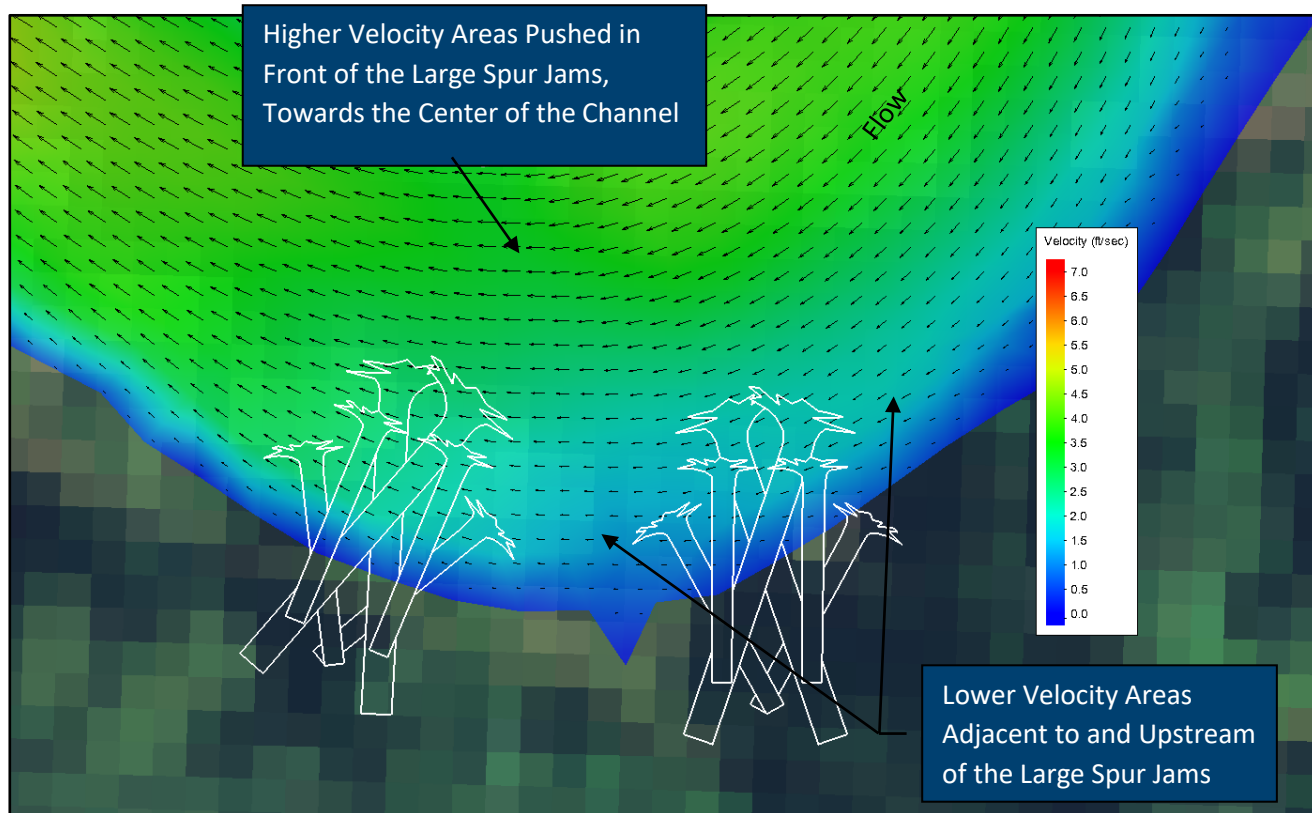 Higher Velocity Areas Pushed in
Front of the Large Spur Jams,
Towards the Center of the Channel
Flow
Velocity (ft/sec)
7.0
6.5
6.0
5.5
5.0
4.5
4.0
3.5
3.0
2.5
2.0
1.5
1.0
0.5
0.0
Lower Velocity Areas
Adjacent to and Upstream
of the Large Spur Jams